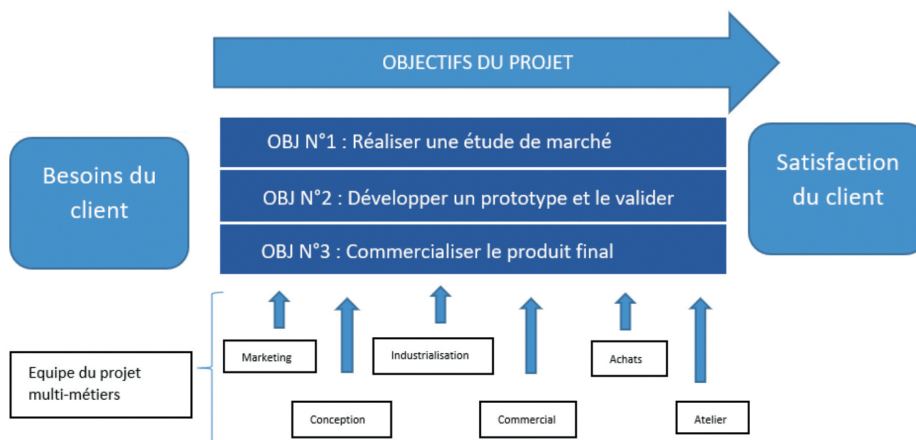 OBJECTIFS DU PROJET
Besoins du
client
OBJ N°1 : Réaliser une étude de marché
OBJ N°2 : Développer un prototype et le valider
OBJ N°3 : Commercialiser le produit final
Satisfaction
du client
Equipe du projet
multi-métiers
Marketing
Industrialisation
Achats
Conception
Commercial
Atelier